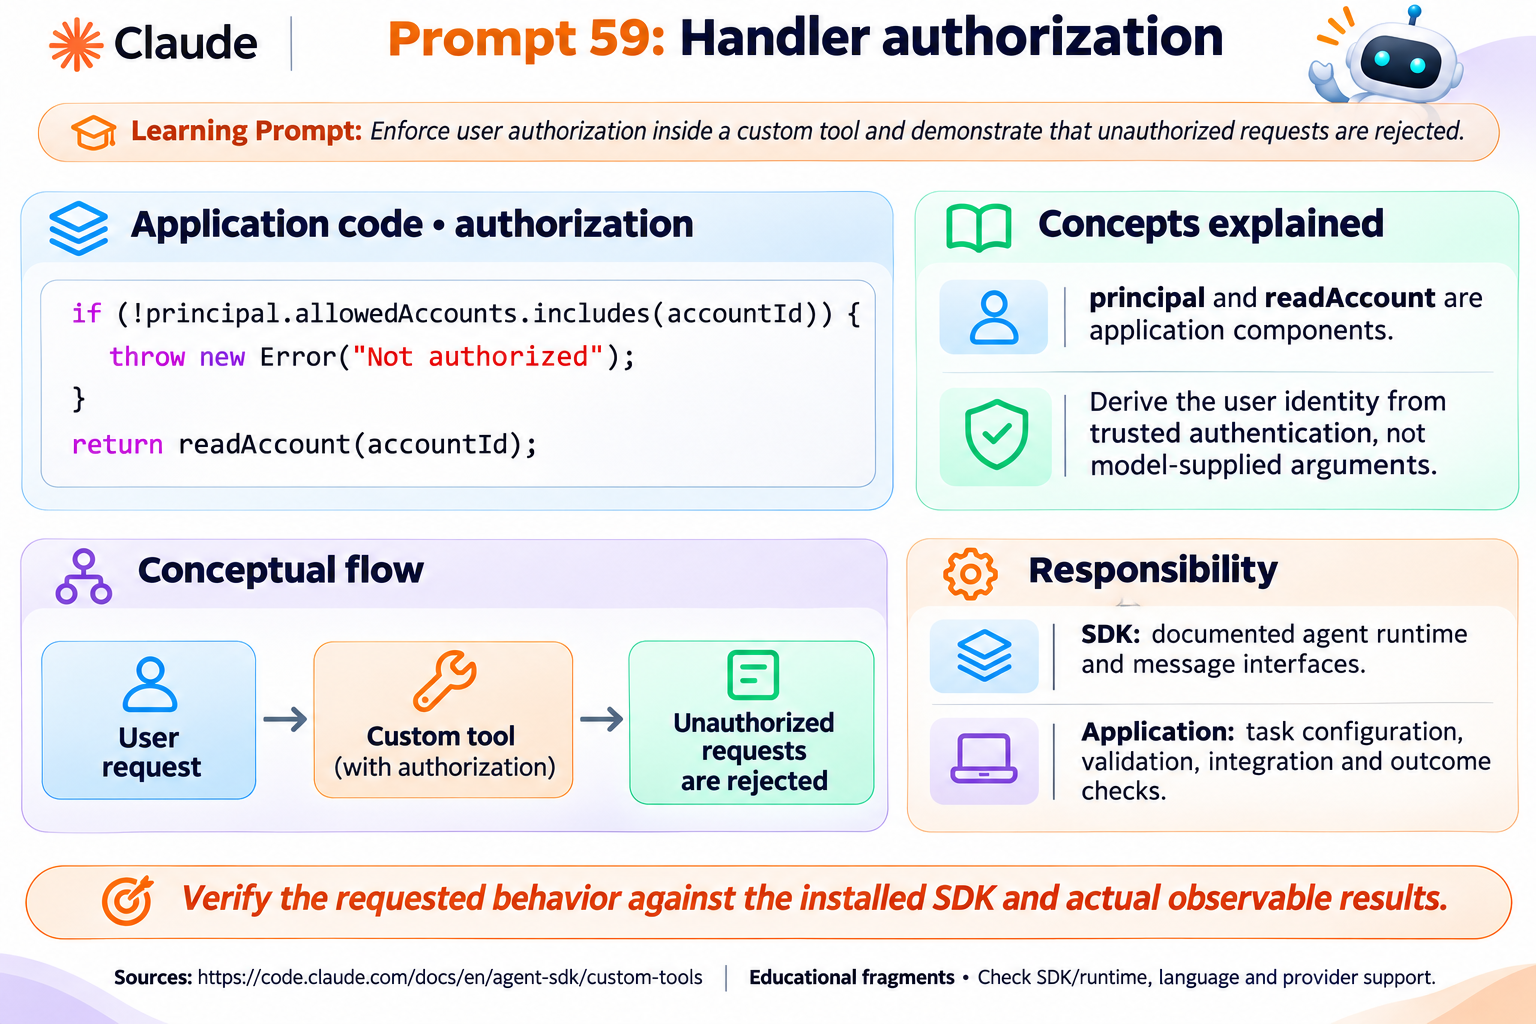 Claude
Prompt 59: Handler authorization
Learning Prompt: Enforce user authorization inside a custom tool and demonstrate that unauthorized requests are rejected.
Application code • authorization
if (!principal.allowedAccounts.includes(accountId)) {
throw new Error("Not authorized");
}
return readAccount(accountId);
Concepts explained
principal and readAccount are
application components.
Derive the user identity from
trusted authentication, not
model-supplied arguments.
Conceptual flow
User
request
Custom tool
(with authorization)
Unauthorized
requests
are rejected
Responsibility
SDK: documented agent runtime
and message interfaces.
Application: task configuration,
validation, integration and outcome
checks.
Verify the requested behavior against the installed SDK and actual observable results.
Sources: https://code.claude.com/docs/en/agent-sdk/custom-tools
Educational fragments • Check SDK/runtime, language and provider support.